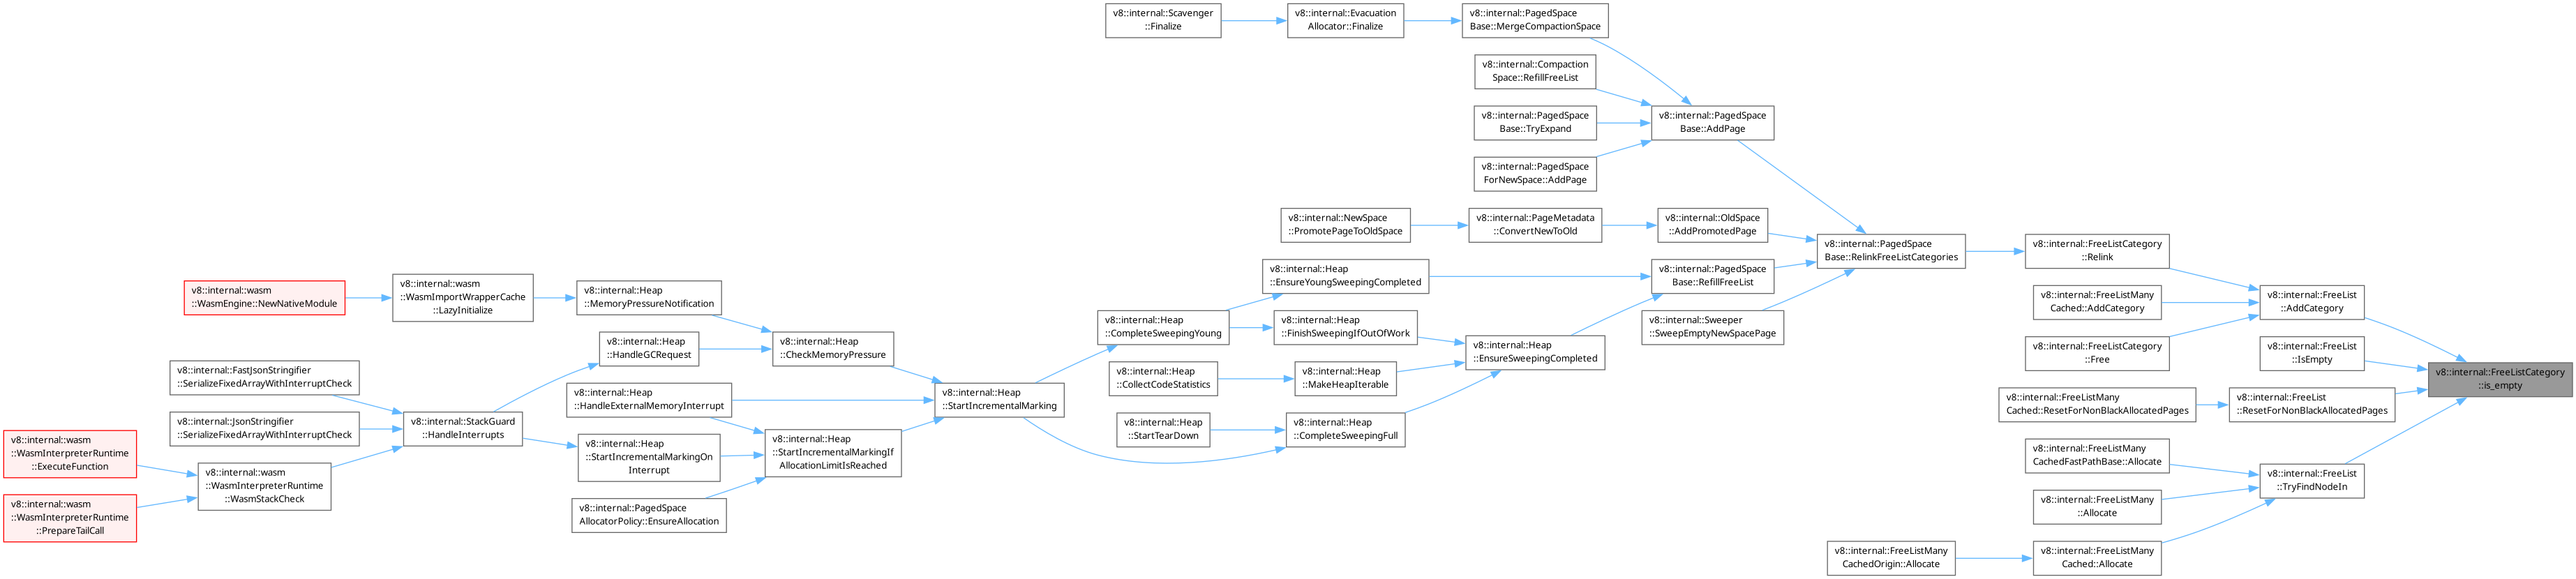 v8::internal::Scavenger
::Finalize
v8::internal::Evacuation
Allocator::Finalize
v8::internal::PagedSpace
Base::MergeCompactionSpace
v8::internal::Compaction
Space::RefillFreeList
v8::internal::PagedSpace
Base::TryExpand
v8::internal::PagedSpace
Base::AddPage
v8::internal::PagedSpace
ForNewSpace::AddPage
v8::internal::NewSpace
::PromotePageToOldSpace
v8::internal::PageMetadata
::ConvertNewToOld
v8::internal::OldSpace
::AddPromotedPage
v8::internal::PagedSpace
Base::RelinkFreeListCategories
v8::internal::FreeListCategory
::Relink
v8::internal::Heap
::EnsureYoungSweepingCompleted
v8::internal::PagedSpace
Base::RefillFreeList
v8::internal::wasm
::WasmEngine::NewNativeModule
v8::internal::wasm
::WasmImportWrapperCache
::LazyInitialize
v8::internal::Heap
::MemoryPressureNotification
v8::internal::FreeListMany
Cached::AddCategory
v8::internal::FreeList
::AddCategory
v8::internal::Heap
::CompleteSweepingYoung
v8::internal::Heap
::FinishSweepingIfOutOfWork
v8::internal::Sweeper
::SweepEmptyNewSpacePage
v8::internal::Heap
::HandleGCRequest
v8::internal::Heap
::CheckMemoryPressure
v8::internal::Heap
::EnsureSweepingCompleted
v8::internal::FreeListCategory
::Free
v8::internal::FreeList
::IsEmpty
v8::internal::FastJsonStringifier
::SerializeFixedArrayWithInterruptCheck
v8::internal::Heap
::CollectCodeStatistics
v8::internal::Heap
::MakeHeapIterable
v8::internal::FreeListCategory
::is_empty
v8::internal::Heap
::HandleExternalMemoryInterrupt
v8::internal::Heap
::StartIncrementalMarking
v8::internal::FreeListMany
Cached::ResetForNonBlackAllocatedPages
v8::internal::FreeList
::ResetForNonBlackAllocatedPages
v8::internal::JsonStringifier
::SerializeFixedArrayWithInterruptCheck
v8::internal::StackGuard
::HandleInterrupts
v8::internal::Heap
::StartTearDown
v8::internal::Heap
::CompleteSweepingFull
v8::internal::wasm
::WasmInterpreterRuntime
::ExecuteFunction
v8::internal::Heap
::StartIncrementalMarkingOn
Interrupt
v8::internal::Heap
::StartIncrementalMarkingIf
AllocationLimitIsReached
v8::internal::FreeListMany
CachedFastPathBase::Allocate
v8::internal::wasm
::WasmInterpreterRuntime
::WasmStackCheck
v8::internal::FreeList
::TryFindNodeIn
v8::internal::wasm
::WasmInterpreterRuntime
::PrepareTailCall
v8::internal::PagedSpace
AllocatorPolicy::EnsureAllocation
v8::internal::FreeListMany
::Allocate
v8::internal::FreeListMany
CachedOrigin::Allocate
v8::internal::FreeListMany
Cached::Allocate